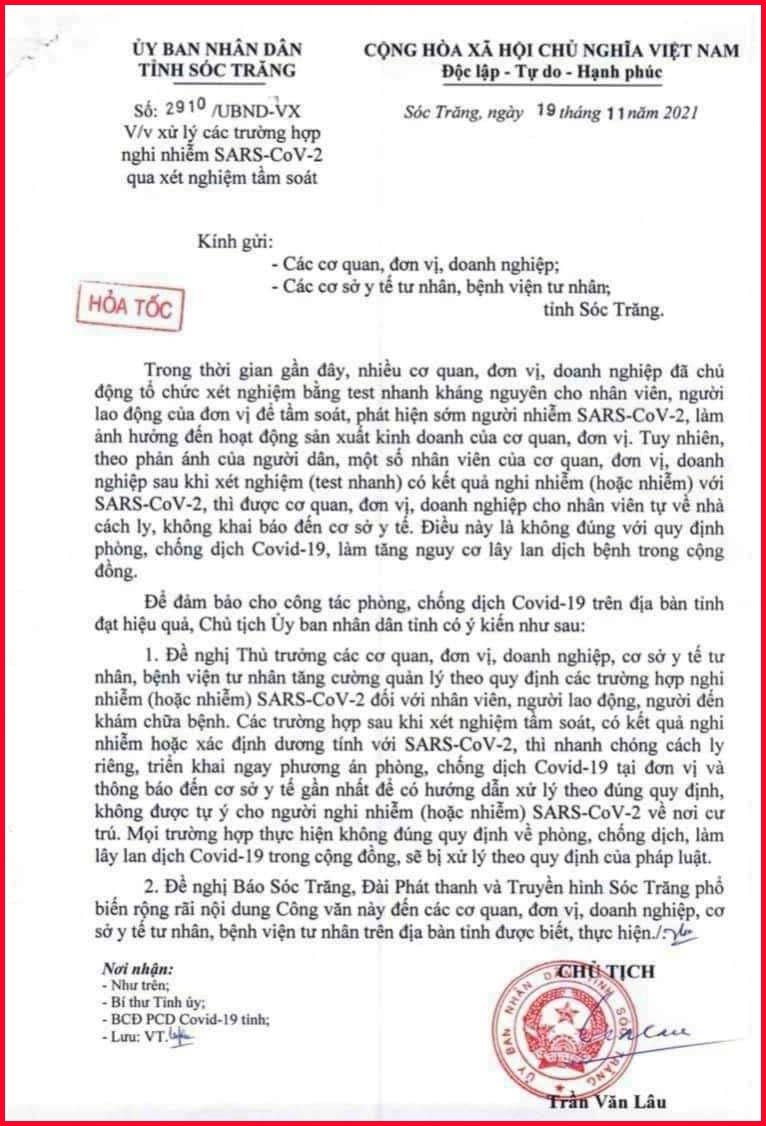 ỦY BAN NHÂN DÂN
TỈNH SÓC TRĂNG
CỘNG HÒA XÃ HỘI CHỦ NGHĨA VIỆT NAM
Độc lập - Tự do - Hạnh phúc
Số: 2910 /UBND-VX
V/v xử lý các trường hợp
nghi nhiễm SARS-CoV-2
qua xét nghiệm tầm soát
Sóc Trăng, ngày 19 tháng 11 năm 2021
Kính gửi:
- Các cơ quan, đơn vị, doanh nghiệp;
- Các cơ sở y tế tư nhân, bệnh viện tư nhân;
tỉnh Sóc Trăng.
HỎA TỐC
Trong thời gian gần đây, nhiều cơ quan, đơn vị, doanh nghiệp đã chủ
động tổ chức xét nghiệm bằng test nhanh kháng nguyên cho nhân viên, người
lao động của đơn vị để tầm soát, phát hiện sớm người nhiễm SARS-CoV-2, làm
ảnh hưởng đến hoạt động sản xuất kinh doanh của cơ quan, đơn vị. Tuy nhiên,
theo phản ánh của người dân, một số nhân viên của cơ quan, đơn vị, doanh
nghiệp sau khi xét nghiệm (test nhanh) có kết quả nghi nhiễm (hoặc nhiễm) với
SARS-CoV-2, thì được cơ quan, đơn vị, doanh nghiệp cho nhân viên tự về nhà
cách ly, không khai báo đến cơ sở y tế. Điều này là không đúng với quy định
phòng, chống dịch Covid-19, làm tăng nguy cơ lây lan dịch bệnh trong cộng
đồng.
Để đảm bảo cho công tác phòng, chống dịch Covid-19 trên địa bàn tỉnh
đạt hiệu quả, Chủ tịch Ủy ban nhân dân tỉnh có ý kiến như sau:
1. Đề nghị Thủ trưởng các cơ quan, đơn vị, doanh nghiệp, cơ sở y tế tư
nhân, bệnh viện tư nhân tăng cường quản lý theo quy định các trường hợp nghi
nhiễm (hoặc nhiễm) SARS-CoV-2 đối với nhân viên, người lao động, người đến
khám chữa bệnh. Các trường hợp sau khi xét nghiệm tầm soát, có kết quả nghi
nhiễm hoặc xác định dương tính với SARS-CoV-2, thì nhanh chóng cách ly
riêng, triển khai ngay phương án phòng, chống dịch Covid-19 tại đơn vị và
thông báo đến cơ sở y tế gần nhất để có hướng dẫn xử lý theo đúng quy định,
không được tự ý cho người nghi nhiễm (hoặc nhiễm) SARS-CoV-2 về nơi cư
trú. Mọi trường hợp thực hiện không đúng quy định về phòng, chống dịch, làm
lây lan dịch Covid-19 trong cộng đồng, sẽ bị xử lý theo quy định của pháp luật.
2. Đề nghị Báo Sóc Trăng, Đài Phát thanh và Truyền hình Sóc Trăng phổ
biến rộng rãi nội dung Công văn này đến các cơ quan, đơn vị, doanh nghiệp, cơ
sở y tế tư nhân, bệnh viện tư nhân trên địa bàn tỉnh được biết, thực hiện./.
Nơi nhận:
- Như trên;
- Bí thư Tỉnh ủy;
- BCĐ PCD Covid-19 tỉnh;
- Lưu: VT.
CHỦ TỊCH
ỦY BAN NHÂN DÂN TỈNH SÓC TRĂNG
Trần Văn Lâu